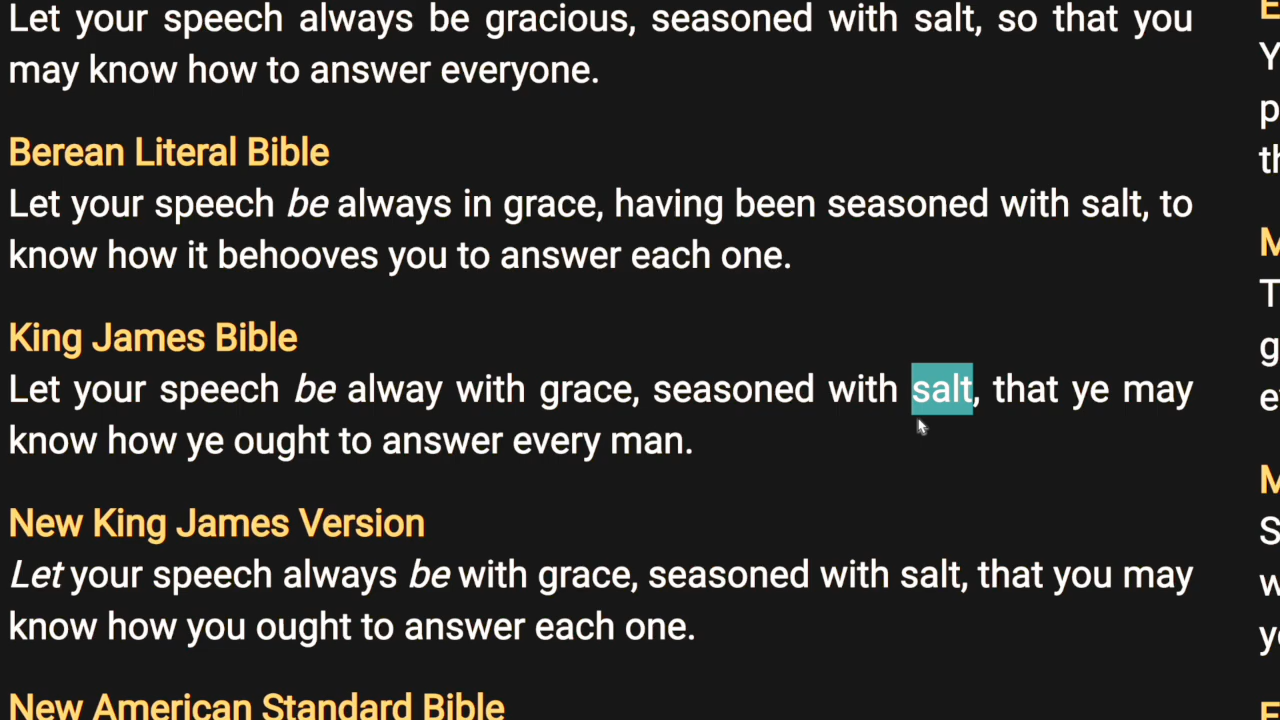 Let your speech always be gracious, seasoned with salt, so that you
may know how to answer everyone.
Berean Literal Bible
Let your speech be always in grace, having been seasoned with salt, to
know how it behooves you to answer each one.
King James Bible
Let your speech be alway with grace, seasoned with salt, that ye may
know how ye ought to answer every man.
New King James Version
Let your speech always be with grace, seasoned with salt, that you may
know how you ought to answer each one.
New American Standard Bible